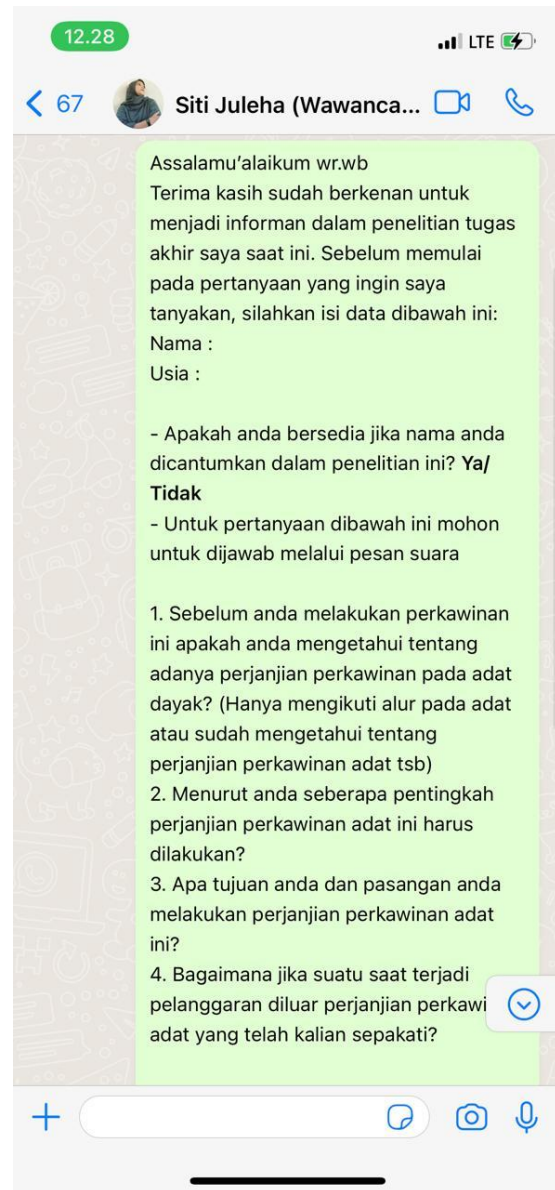 12.28
LTE
67
Siti Juleha (Wawanca...
Assalamu'alaikum wr.wb
Terima kasih sudah berkenan untuk
menjadi informan dalam penelitian tugas
akhir saya saat ini. Sebelum memulai
pada pertanyaan yang ingin saya
tanyakan, silahkan isi data dibawah ini:
Nama :
Usia :
- Apakah anda bersedia jika nama anda
dicantumkan dalam penelitian ini? Ya/
Tidak
- Untuk pertanyaan dibawah ini mohon
untuk dijawab melalui pesan suara
1. Sebelum anda melakukan perkawinan
ini apakah anda mengetahui tentang
adanya perjanjian perkawinan pada adat
dayak? (Hanya mengikuti alur pada adat
atau sudah mengetahui tentang
perjanjian perkawinan adat tsb)
2. Menurut anda seberapa pentingkah
perjanjian perkawinan adat ini harus
dilakukan?
3. Apa tujuan anda dan pasangan anda
melakukan perjanjian perkawinan adat
ini?
4. Bagaimana jika suatu saat terjadi
pelanggaran diluar perjanjian perkawi
adat yang telah kalian sepakati?